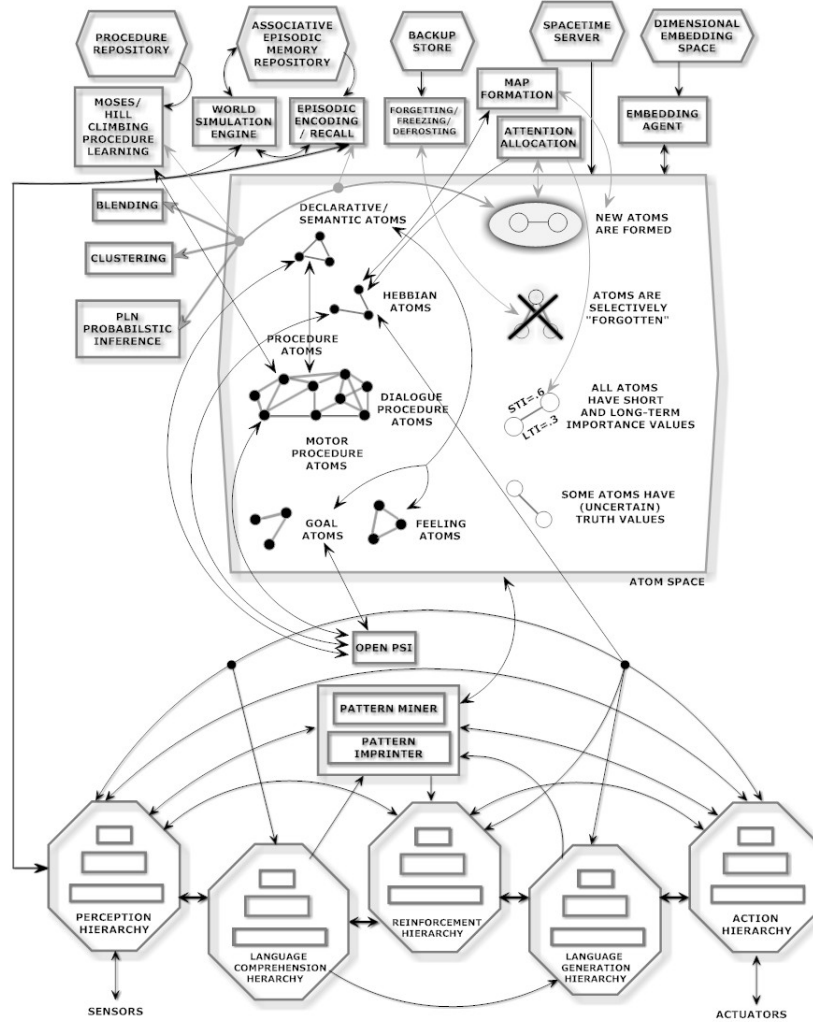 PROCEDURE
REPOSITORY
ASSOCIATIVE
EPISODIC
MEMORY
REPOSITORY
BACKUP
STORE
SPACETIME
SERVER
DIMENSIONAL
EMBEDDING
SPACE
MOSES/
HILL
CLIMBING
PROCEDURE
LEARNING
WORLD
SIMULATION
ENGINE
EPISODIC
ENCODING
/ RECALL
FORGETTING/
FREEZING/
DEFROSTING
MAP
FORMATION
ATTENTION
ALLOCATION
EMBEDDING
AGENT
BLENDING
CLUSTERING
PLN
PROBABILSTIC
INFERENCE
DECLARATIVE/
SEMANTIC ATOMS
NEW ATOMS
ARE FORMED
HEBBIAN
ATOMS
ATOMS ARE
SELECTIVELY
"FORGOTTEN"
PROCEDURE
ATOMS
DIALOGUE
PROCEDURE
ATOMS
MOTOR
PROCEDURE
ATOMS
STI=.6
LTI=.3
ALL ATOMS
HAVE SHORT
AND LONG-TERM
IMPORTANCE VALUES
GOAL
ATOMS
FEELING
ATOMS
SOME ATOMS HAVE
(UNCERTAIN)
TRUTH VALUES
ATOM SPACE
OPEN PSI
PATTERN MINER
PATTERN
IMPRINTER
PERCEPTION
HIERARCHY
LANGUAGE
COMPREHENSION
HERARCHY
REINFORCEMENT
HIERARCHY
LANGUAGE
GENERATION
HIERARCHY
ACTION
HIERARCHY
SENSORS
ACTUATORS